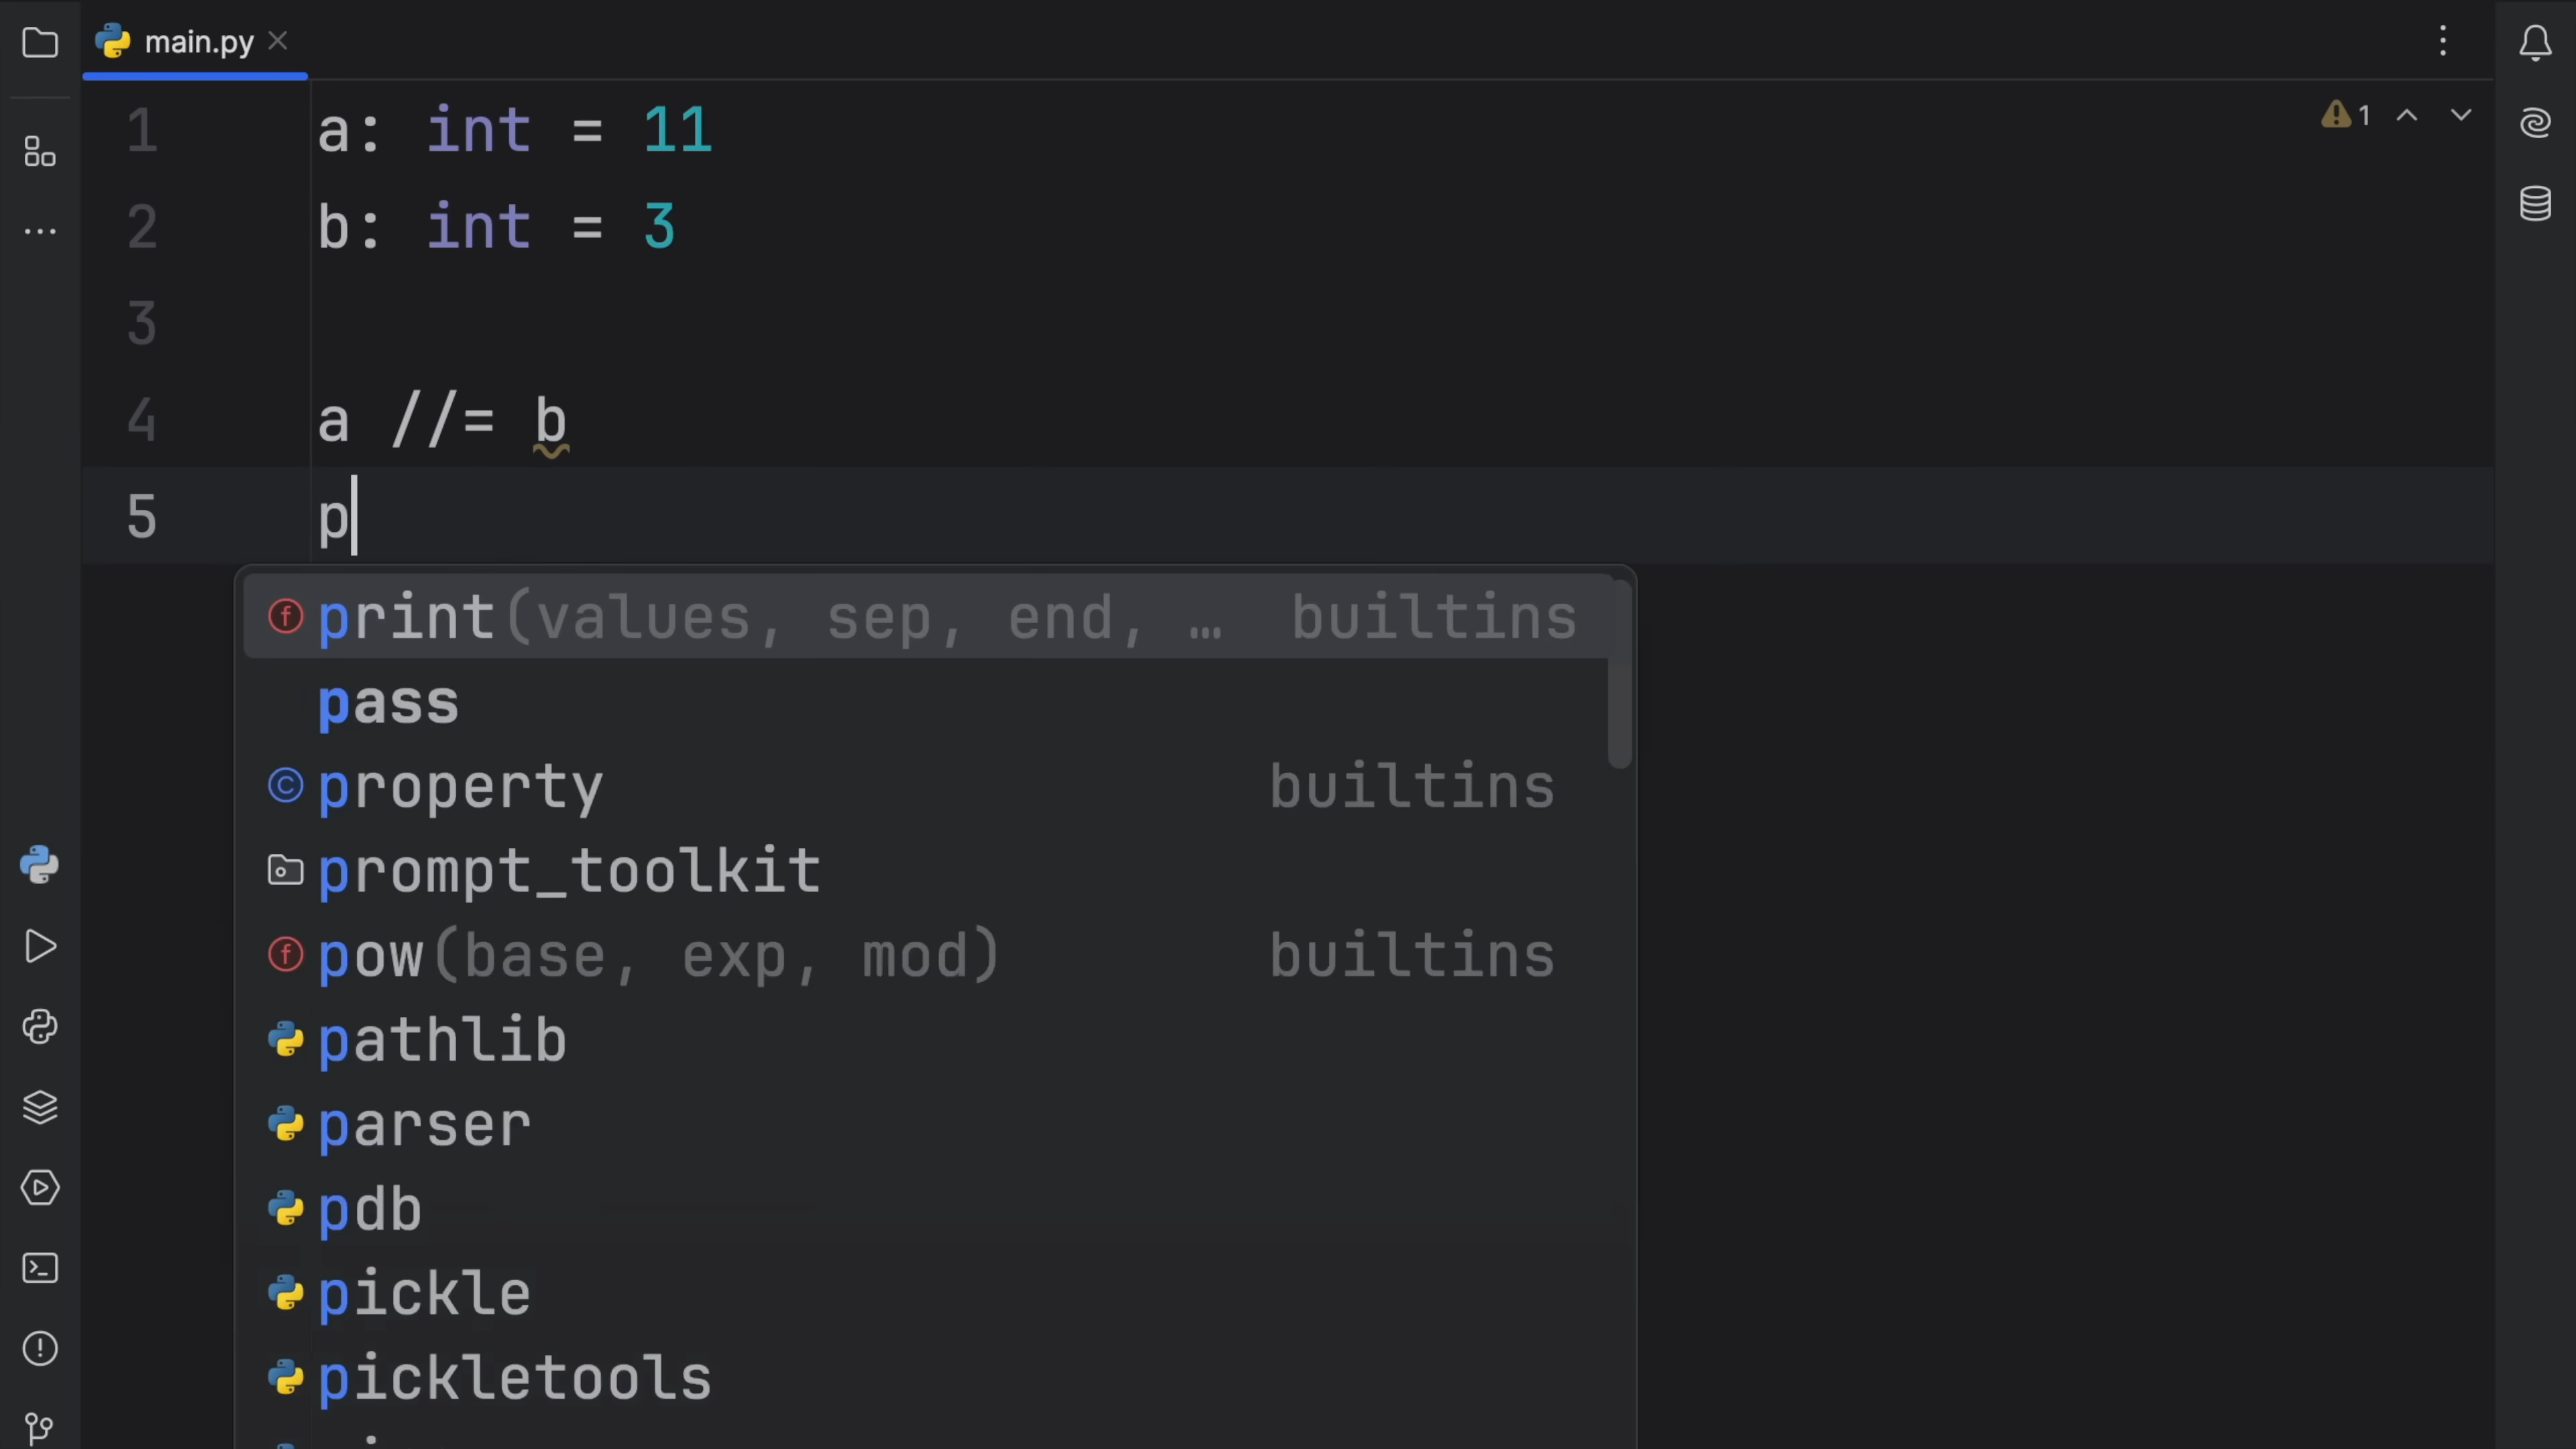 main.py
1 a: int = 11
2 b: int = 3
3
4 a //= b
5 p
1
print(values, sep, end, … builtins
pass
property builtins
prompt_toolkit
pow(base, exp, mod) builtins
pathlib
parser
pdb
pickle
pickletools